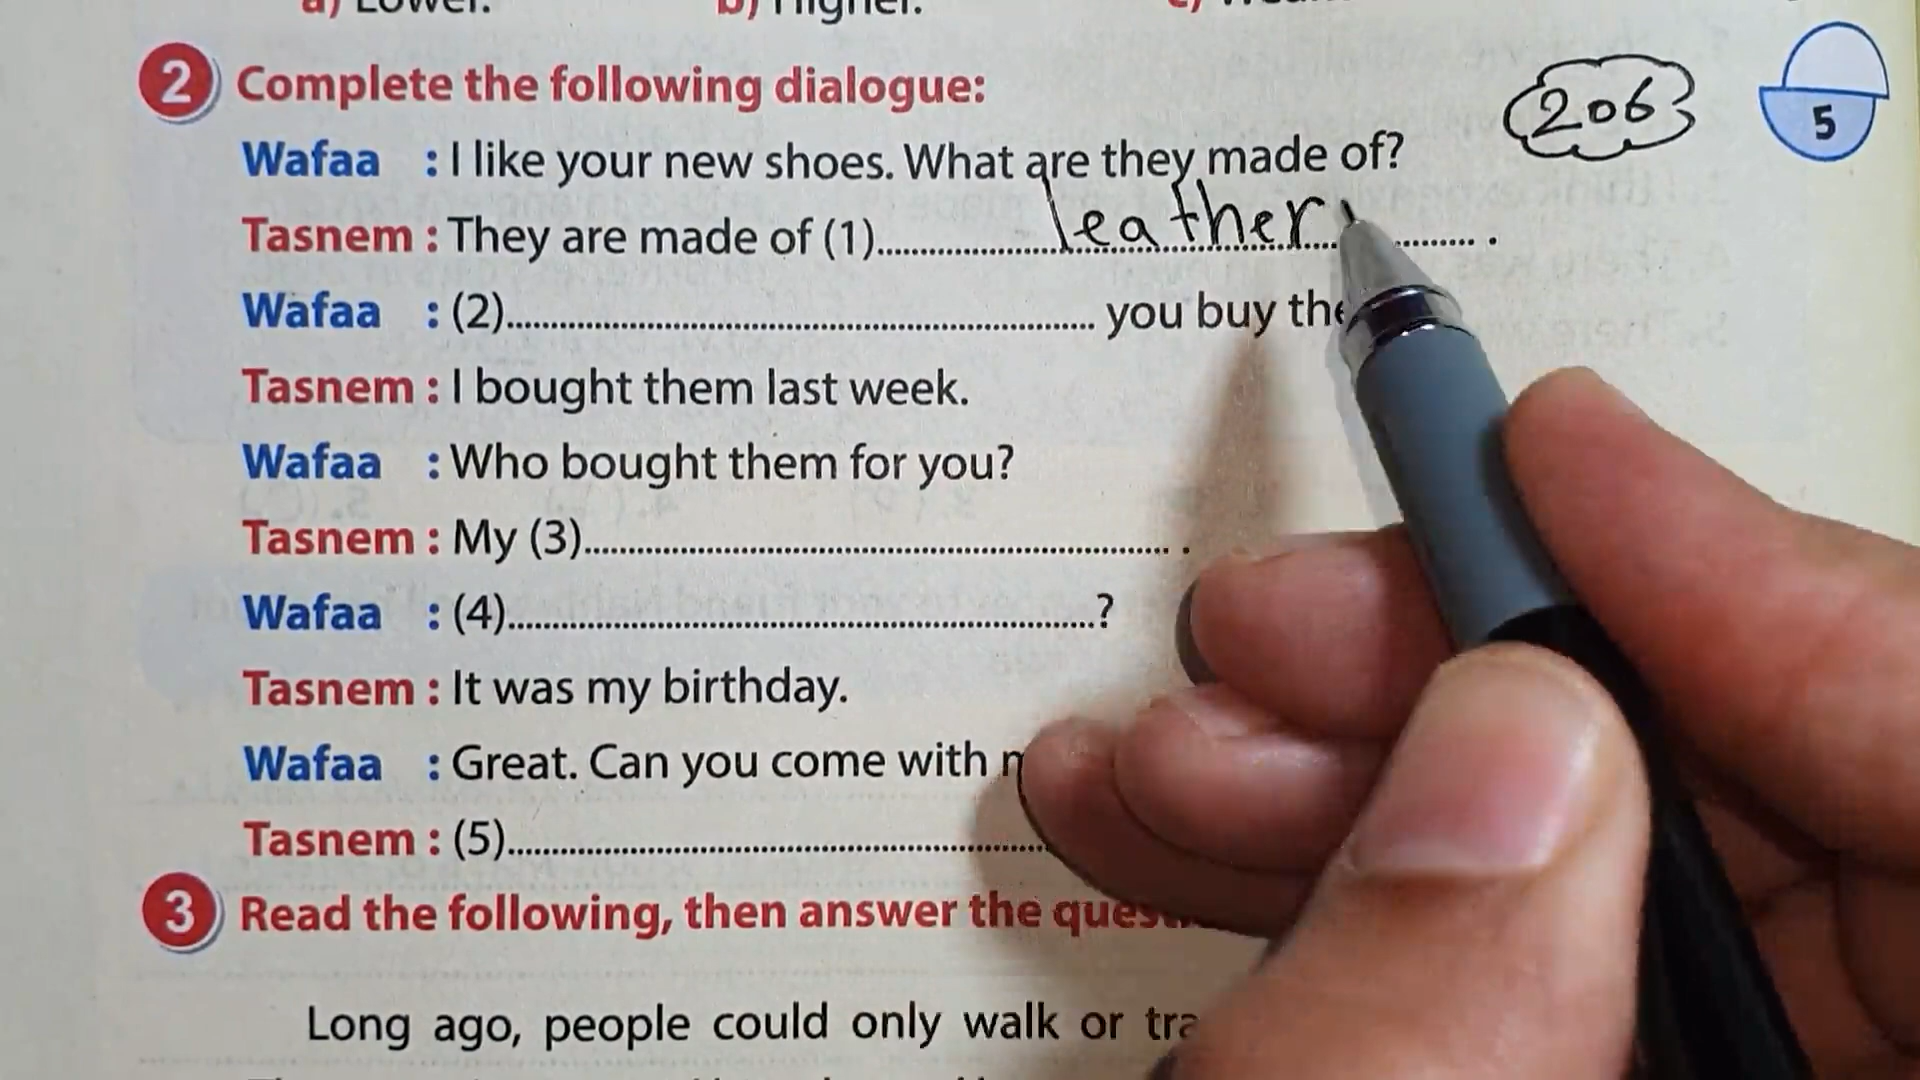 a) Lower. b) Higher. c)
2 Complete the following dialogue: 206 5
Wafaa : I like your new shoes. What are they made of?
Tasnem : They are made of (1)..........leather.......... .
Wafaa : (2).......................... you buy
Tasnem : I bought them last week.
Wafaa : Who bought them for you?
Tasnem : My (3).......................... .
Wafaa : (4)..........................?
Tasnem : It was my birthday.
Wafaa : Great. Can you come with
Tasnem : (5)..........................
3 Read the following, then answer the
Long ago, people could only walk or